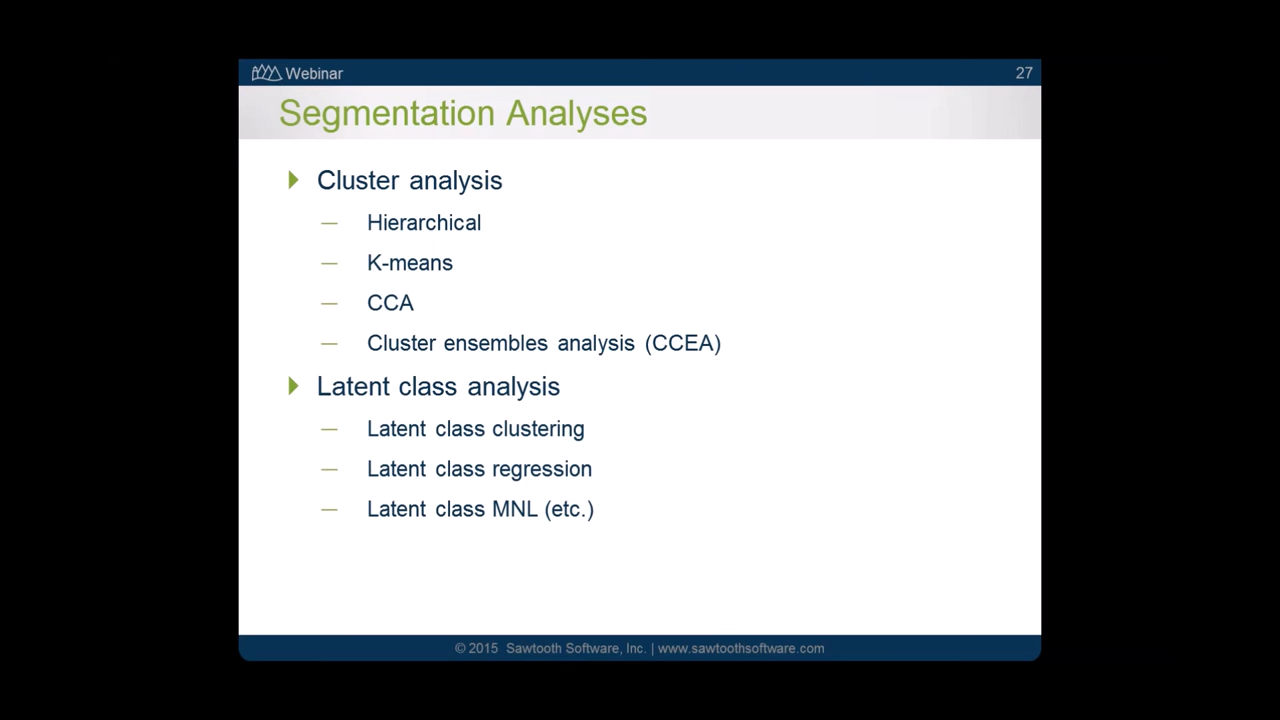 Webinar 27
Segmentation Analyses
Cluster analysis
— Hierarchical
— K-means
— CCA
— Cluster ensembles analysis (CCEA)
Latent class analysis
— Latent class clustering
— Latent class regression
— Latent class MNL (etc.)
© 2015 Sawtooth Software, Inc. | www.sawtoothsoftware.com